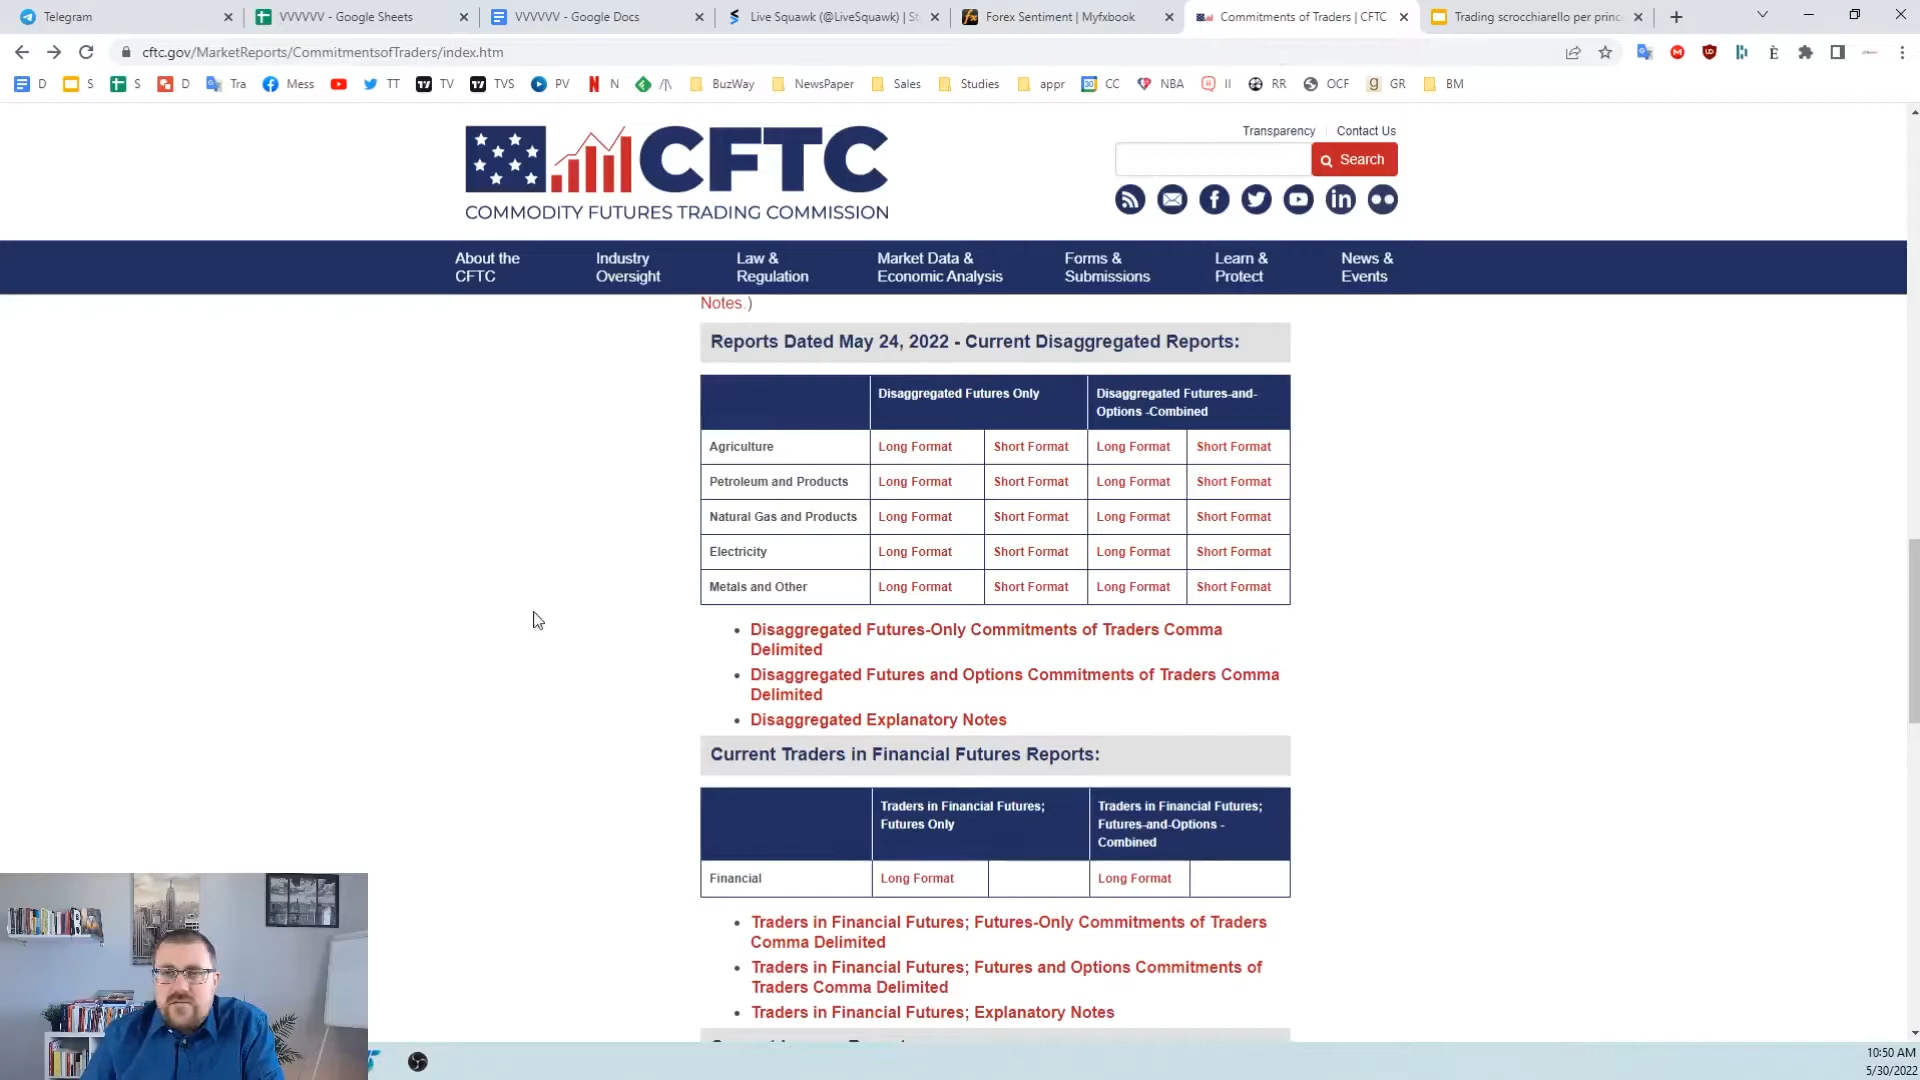 Telegram
VVVVVV - Google Sheets
VVVVVV - Google Docs
Live Squawk (@LiveSquawk) | St
Forex Sentiment | Myfxbook
Commitments of Traders | CFTC
Trading scrocchiarello per princ
cftc.gov/MarketReports/CommitmentsofTraders/index.htm
D
S
S
D
Tra
Mess
TT
TV
TVS
PV
N
/|\
BuzWay
NewsPaper
Sales
Studies
appr
CC
NBA
II
RR
OCF
GR
BM
CFTC
COMMODITY FUTURES TRADING COMMISSION
Transparency
Contact Us
Search
About the
CFTC
Industry
Oversight
Law &
Regulation
Market Data &
Economic Analysis
Forms &
Submissions
Learn &
Protect
News &
Events
Notes.)
Reports Dated May 24, 2022 - Current Disaggregated Reports:
Disaggregated Futures Only
Disaggregated Futures-and-
Options -Combined
Agriculture Long Format Short Format Long Format Short Format
Petroleum and Products Long Format Short Format Long Format Short Format
Natural Gas and Products Long Format Short Format Long Format Short Format
Electricity Long Format Short Format Long Format Short Format
Metals and Other Long Format Short Format Long Format Short Format
• Disaggregated Futures-Only Commitments of Traders Comma
Delimited
• Disaggregated Futures and Options Commitments of Traders Comma
Delimited
• Disaggregated Explanatory Notes
Current Traders in Financial Futures Reports:
Traders in Financial Futures;
Futures Only
Traders in Financial Futures;
Futures-and-Options -
Combined
Financial Long Format Long Format
• Traders in Financial Futures; Futures-Only Commitments of Traders
Comma Delimited
• Traders in Financial Futures; Futures and Options Commitments of
Traders Comma Delimited
• Traders in Financial Futures; Explanatory Notes
10:50 AM
5/30/2022